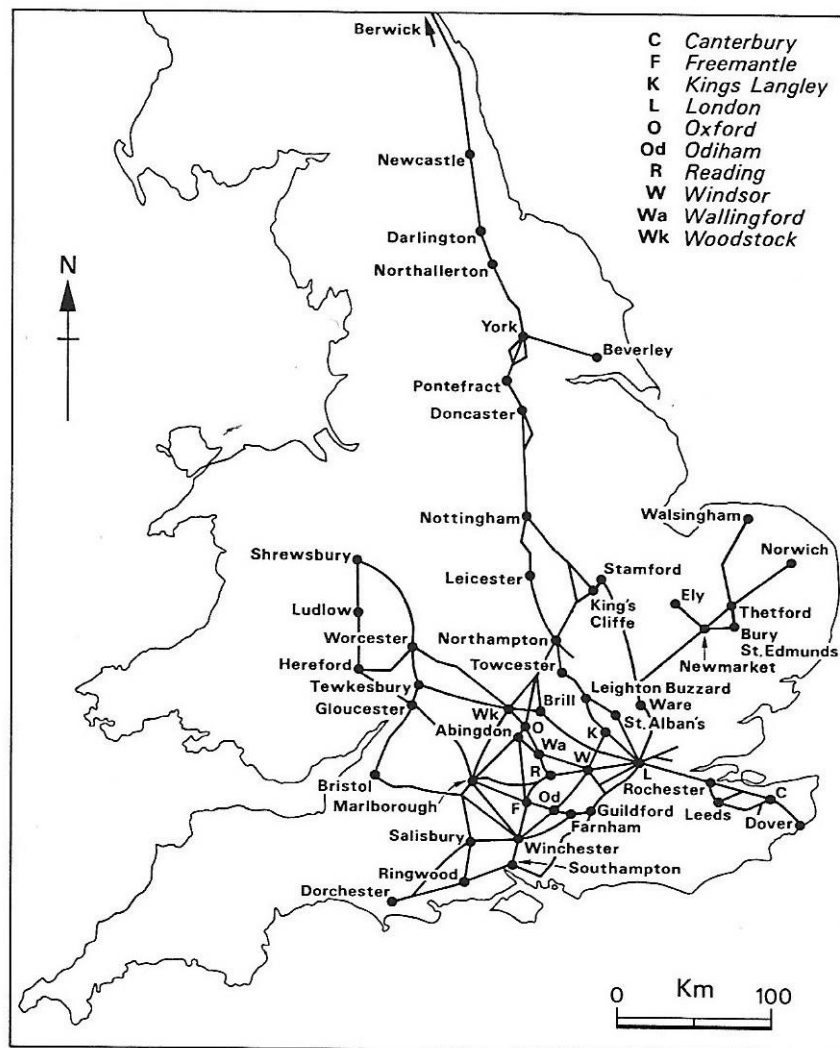 Berwick
C Canterbury
F Freemantle
K Kings Langley
L London
O Oxford
Od Odiham
R Reading
W Windsor
Wa Wallingford
Wk Woodstock
Newcastle
Darlington
Northallerton
N
York
Beverley
Pontefract
Doncaster
Nottingham
Walsingham
Norwich
Shrewsbury
Leicester
Stamford
King's
Cliffe
Ely
Thetford
Ludlow
Bury
St. Edmunds
Newmarket
Worcester
Northampton
Hereford
Towcester
Tewkesbury
Leighton Buzzard
Gloucester
Wk
Brill
Ware
St. Alban's
Abingdon
O
K
Wa
W
L
R
Bristol
Marlborough
Rochester
C
F
Od
Guildford
Leeds
Dover
Farnham
Salisbury
Winchester
Ringwood
Southampton
Dorchester
Km
0 100